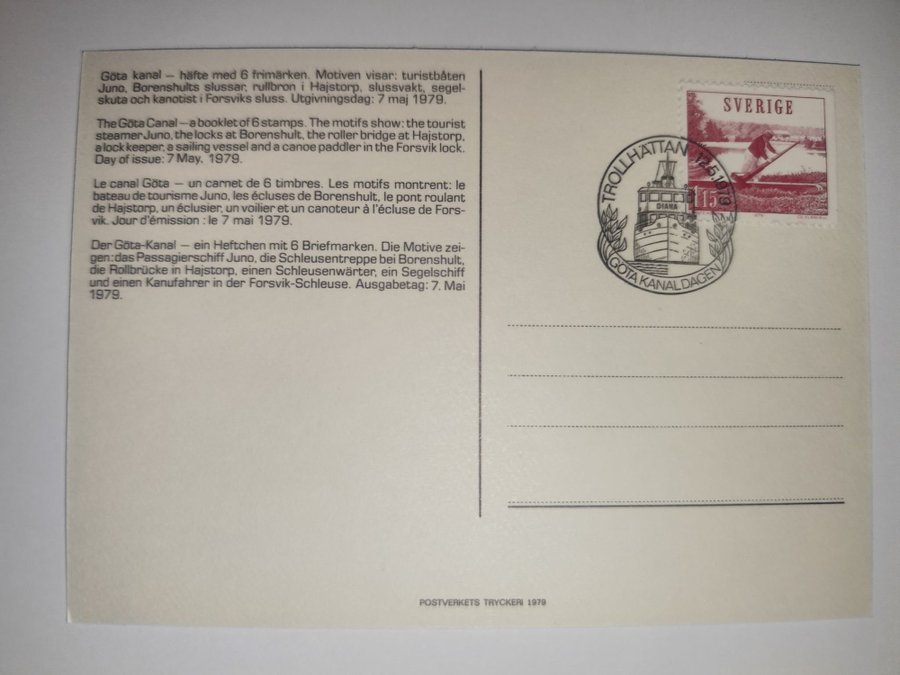 Göta kanal – häfte med 6 frimärken. Motiven visar: turistbåten
Juno, Borenshults slussar, rullbron i Hajstorp, slussvakt, segel-
skuta och kanotist i Forsviks sluss. Utgivningsdag: 7 maj 1979.
The Göta Canal – a booklet of 6 stamps. The motifs show: the tourist
steamer Juno, the locks at Borenshult, the roller bridge at Hajstorp,
a lock keeper, a sailing vessel and a canoe paddler in the Forsvik lock.
Day of issue: 7 May, 1979.
Le canal Göta – un carnet de 6 timbres. Les motifs montrent: le
bateau de tourisme Juno, les écluses de Borenshult, le pont roulant
de Hajstorp, un éclusier, un voilier et un canoteur à l'écluse de Fors-
vik. Jour d'émission : le 7 mai 1979.
Der Göta-Kanal – ein Heftchen mit 6 Briefmarken. Die Motive zei-
gen: das Passagierschiff Juno, die Schleusentreppe bei Borenshult,
die Rollbrücke in Hajstorp, einen Schleusenwärter, ein Segelschiff
und einen Kanufahrer in der Forsvik-Schleuse. Ausgabetag: 7. Mai
1979.
SVERIGE
115
TROLLHÄTTAN 12.5.1979
DIANA
GÖTA KANALDAGEN
POSTVERKETS TRYCKERI 1979